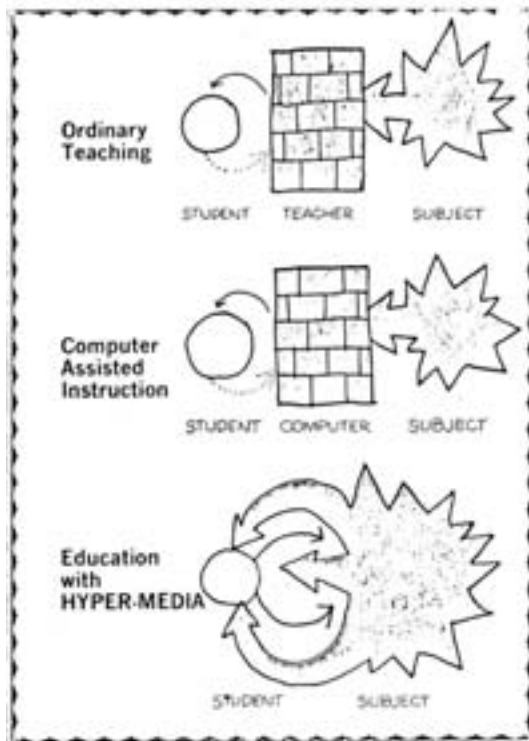 Ordinary
Teaching
STUDENT TEACHER SUBJECT
Computer
Assisted
Instruction
STUDENT COMPUTER SUBJECT
Education
with
HYPER-MEDIA
STUDENT SUBJECT